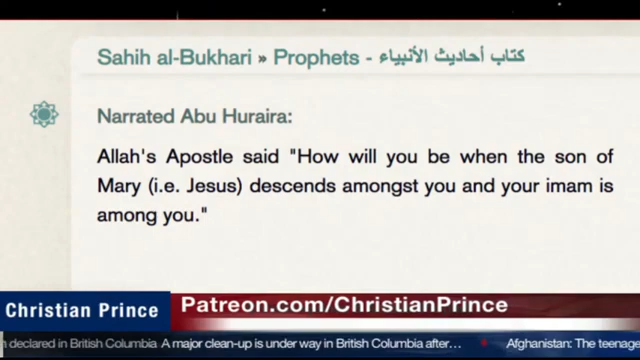 Sahih al-Bukhari » Prophets - كتاب أحاديث الأنبياء
Narrated Abu Huraira:
Allah's Apostle said "How will you be when the son of
Mary (i.e. Jesus) descends amongst you and your imam is
among you."
Christian Prince
Patreon.com/ChristianPrince
declared in British Columbia A major clean-up is under way in British Columbia after… Afghanistan: The teenage